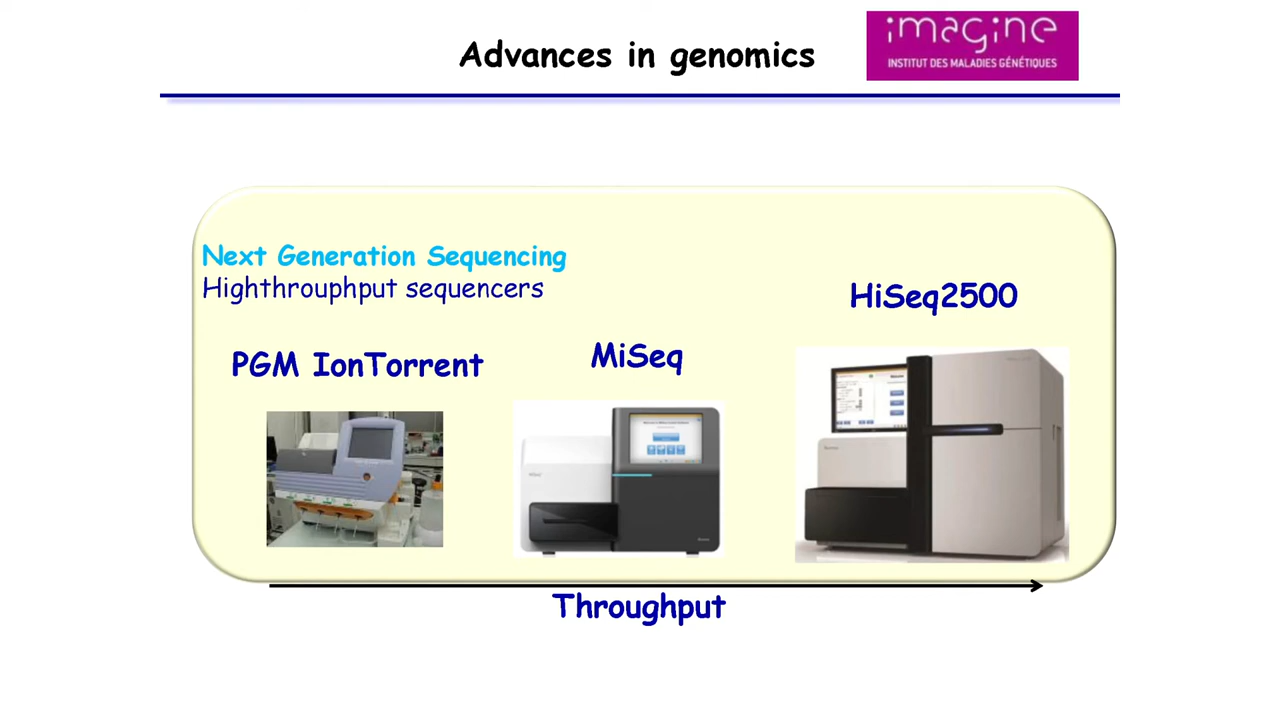 Advances in genomics
imagine
INSTITUT DES MALADIES GÉNÉTIQUES
Next Generation Sequencing
Highthrouphput sequencers
HiSeq2500
MiSeq
PGM IonTorrent
Throughput